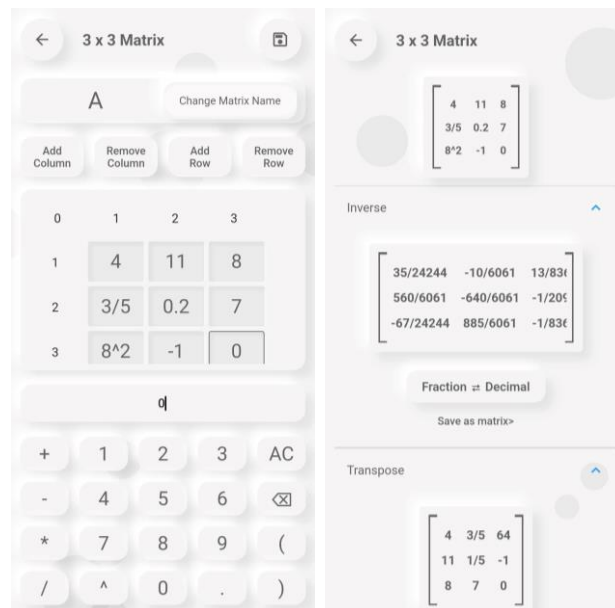 3 x 3 Matrix
A
Change Matrix Name
Add Column
Remove Column
Add Row
Remove Row
0 1 2 3
1 4 11 8
2 3/5 0.2 7
3 8^2 -1 0
0
+ 1 2 3 AC
- 4 5 6
* 7 8 9 (
/ ^ 0 . )
3 x 3 Matrix
4 11 8
3/5 0.2 7
8^2 -1 0
Inverse
35/24244 -10/6061
560/6061 -640/6061
-67/24244 885/6061
Fraction ⇄ Decimal
Save as matrix>
Transpose
4 3/5 64
11 1/5 -1
8 7 0